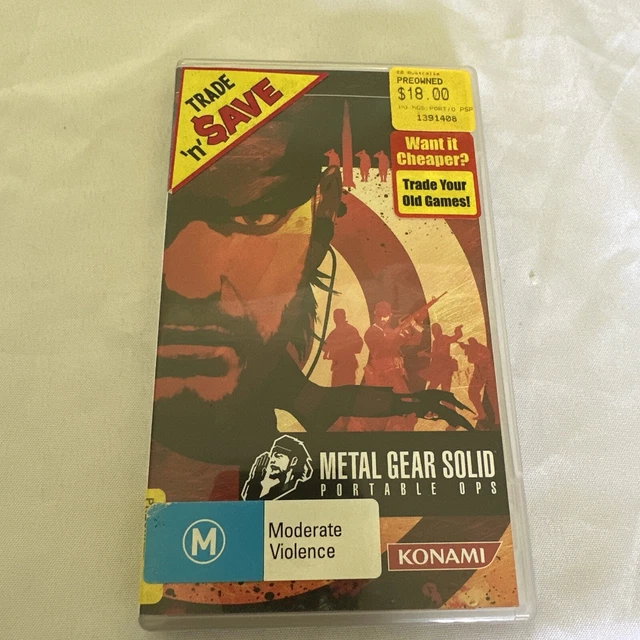 TRADE
'n'
$AVE
PREOWNED
$18.00
1391408
Want it
Cheaper?
Trade Your
Old Games!
METAL GEAR SOLID
PORTABLE OPS
M
Moderate
Violence
KONAMI